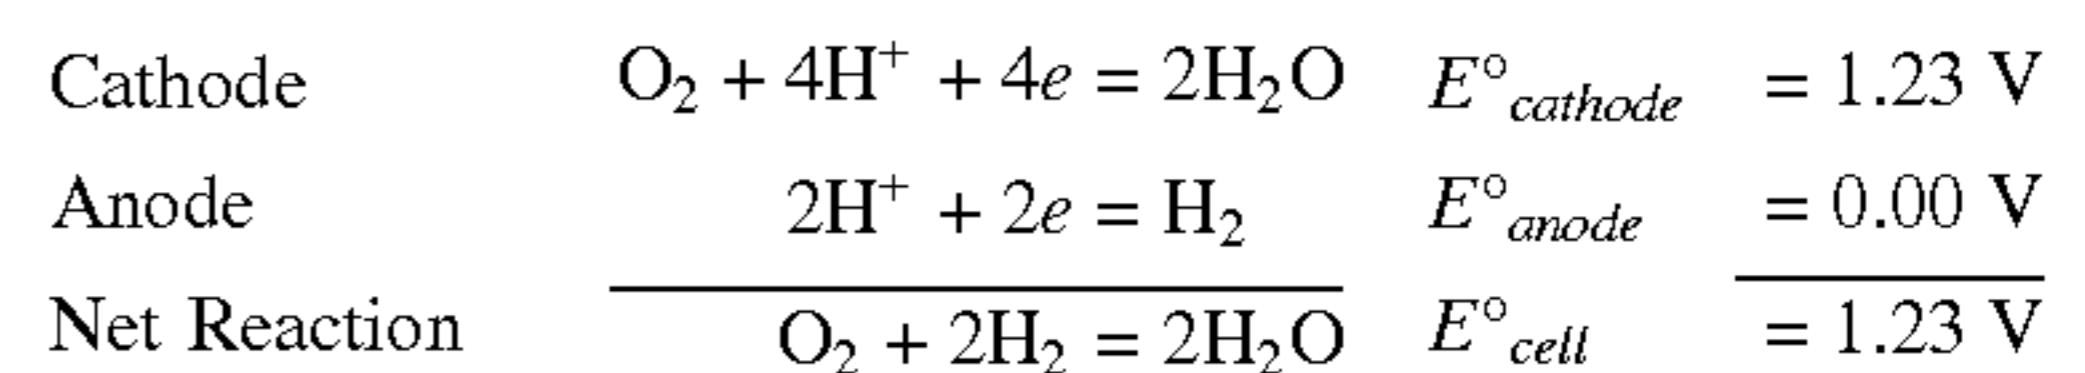 Cathode O₂ + 4H⁺ + 4e = 2H₂O E°cathode = 1.23 V
Anode 2H⁺ + 2e = H₂ E°anode = 0.00 V
Net Reaction O₂ + 2H₂ = 2H₂O E°cell = 1.23 V